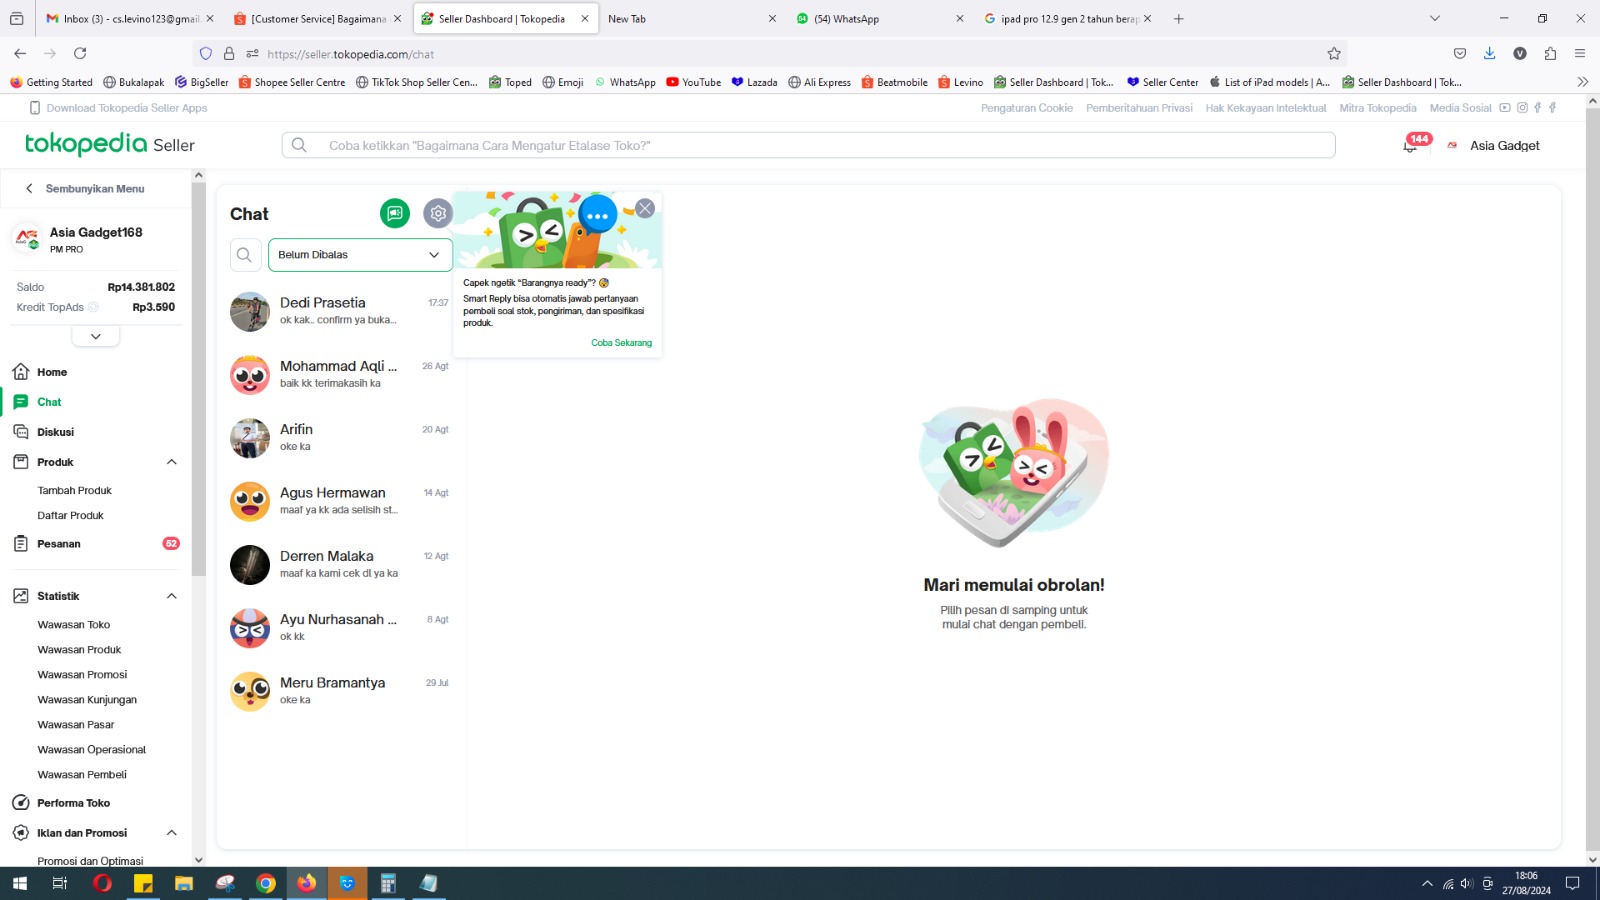 Inbox (3) - cs.levino123@gmail.
[Customer Service] Bagaimana
Seller Dashboard | Tokopedia
New Tab
(54) WhatsApp
ipad pro 12.9 gen 2 tahun berap
https://seller.tokopedia.com/chat
Getting Started
Bukalapak
BigSeller
Shopee Seller Centre
TikTok Shop Seller Cen...
Toped
Emoji
WhatsApp
YouTube
Lazada
Ali Express
Beatmobile
Levino
Seller Dashboard | Tok...
Seller Center
List of iPad models | A...
Seller Dashboard | Tok...
Download Tokopedia Seller Apps
Pengaturan Cookie
Pemberitahuan Privasi
Hak Kekayaan Intelektual
Mitra Tokopedia
Media Sosial
tokopedia Seller
Coba ketikkan "Bagaimana Cara Mengatur Etalase Toko?"
144
Asia Gadget
Sembunyikan Menu
Asia Gadget168
PM PRO
Saldo
Rp14.381.802
Kredit TopAds
Rp3.590
Home
Chat
Diskusi
Produk
Tambah Produk
Daftar Produk
Pesanan
52
Statistik
Wawasan Toko
Wawasan Produk
Wawasan Promosi
Wawasan Kunjungan
Wawasan Pasar
Wawasan Operasional
Wawasan Pembeli
Performa Toko
Iklan dan Promosi
Promosi dan Optimasi
Chat
Belum Dibalas
Dedi Prasetia
17:37
ok kak.. confirm ya buka...
Mohammad Aqli ...
26 Agt
baik kk terimakasih ka
Arifin
20 Agt
oke ka
Agus Hermawan
14 Agt
maaf ya kk ada selisih st...
Derren Malaka
12 Agt
maaf ka kami cek dl ya ka
Ayu Nurhasanah ...
8 Agt
ok kk
Meru Bramantya
29 Jul
oke ka
Capek ngetik “Barangnya ready”? 🤯
Smart Reply bisa otomatis jawab pertanyaan
pembeli soal stok, pengiriman, dan spesifikasi
produk.
Coba Sekarang
Mari memulai obrolan!
Pilih pesan di samping untuk
mulai chat dengan pembeli.
18:06
27/08/2024